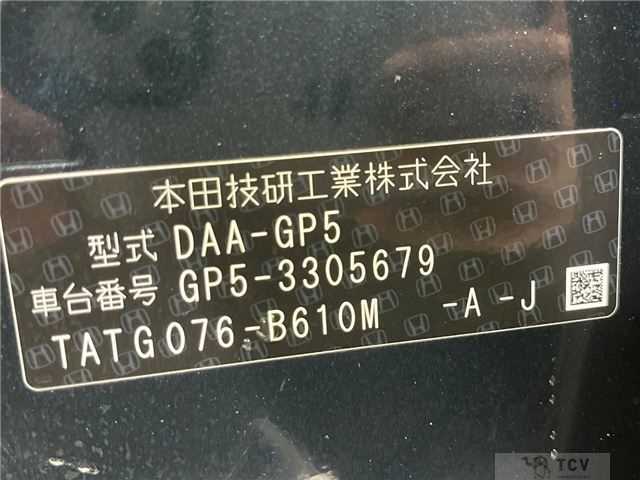 本田技研工業株式会社
型式 DAA-GP5
車台番号 GP5-3305679
TATG076-B610M -A -J
TCV